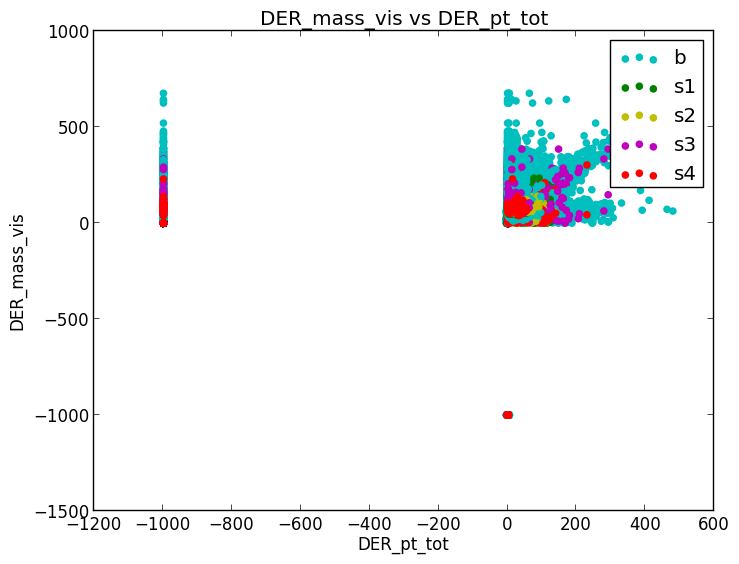 DER_mass_vis vs DER_pt_tot
1000
500
0
−500
−1000
−1500
DER_mass_vis
b
s1
s2
s3
s4
−1200
−1000
−800
−600
−400
−200
0
200
400
600
DER_pt_tot